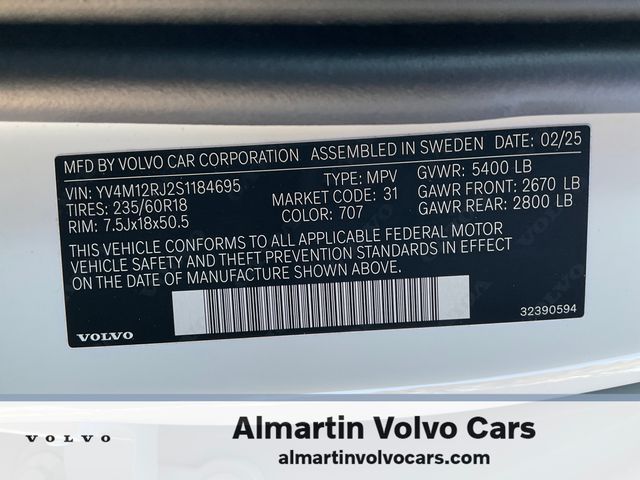 MFD BY VOLVO CAR CORPORATION ASSEMBLED IN SWEDEN DATE: 02/25
VIN: YV4M12RJ2S1184695 TYPE: MPV GVWR: 5400 LB
TIRES: 235/60R18 MARKET CODE: 31 GAWR FRONT: 2670 LB
RIM: 7.5Jx18x50.5 COLOR: 707 GAWR REAR: 2800 LB
THIS VEHICLE CONFORMS TO ALL APPLICABLE FEDERAL MOTOR
VEHICLE SAFETY AND THEFT PREVENTION STANDARDS IN EFFECT
ON THE DATE OF MANUFACTURE SHOWN ABOVE.
VOLVO 32390594
VOLVO
Almartin Volvo Cars
almartinvolvocars.com